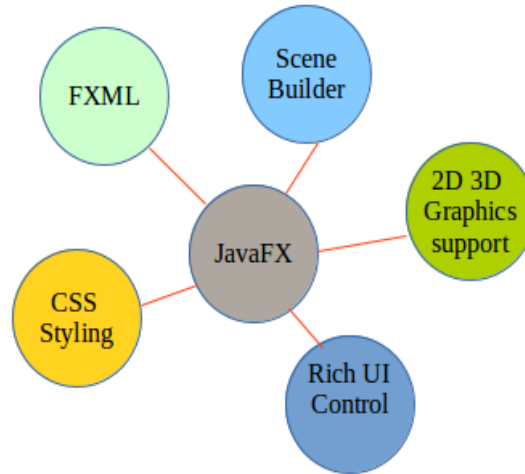 FXML
Scene
Builder
2D 3D
Graphics
support
JavaFX
CSS
Styling
Rich UI
Control